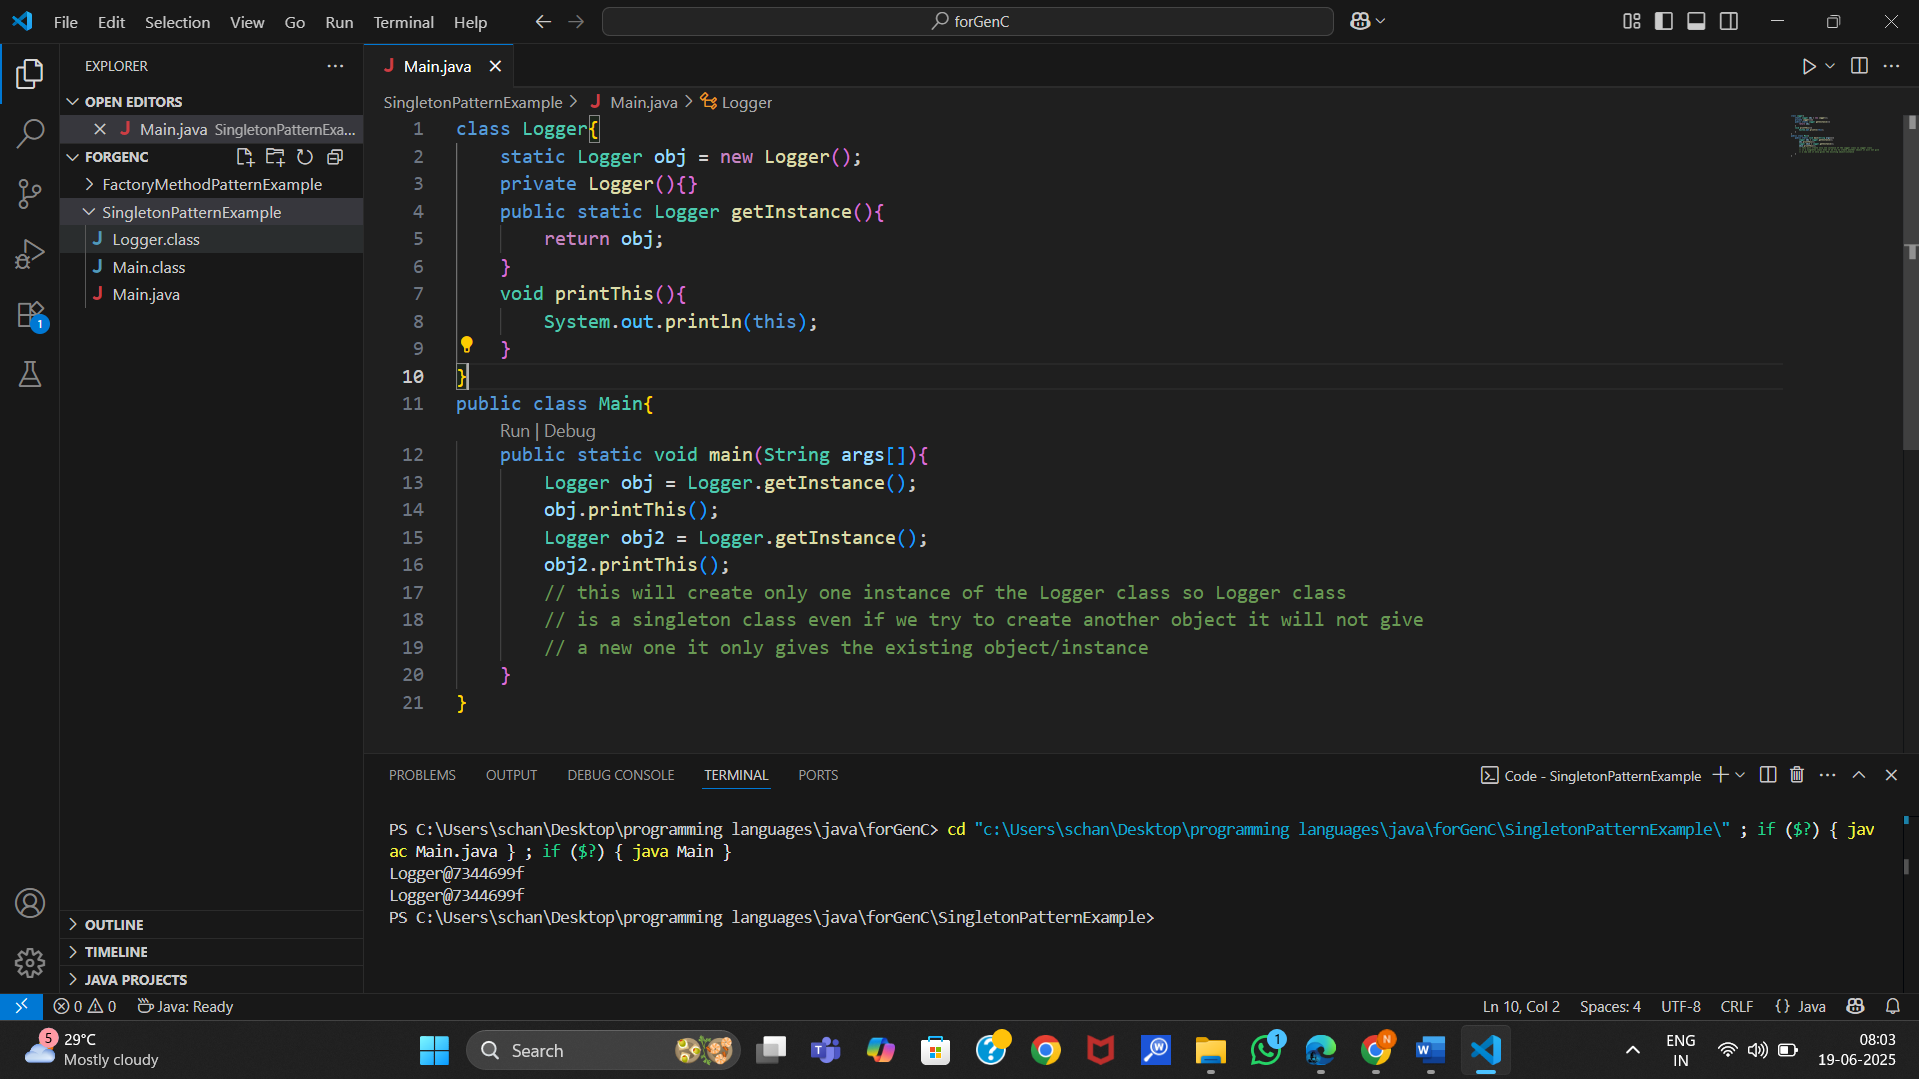 File Edit Selection View Go Run Terminal Help
forGenC
EXPLORER
OPEN EDITORS
Main.java SingletonPatternExa...
FORGENC
FactoryMethodPatternExample
SingletonPatternExample
Logger.class
Main.class
Main.java
OUTLINE
TIMELINE
JAVA PROJECTS
1
Main.java
SingletonPatternExample > Main.java > Logger
1 class Logger{
2 static Logger obj = new Logger();
3 private Logger(){}
4 public static Logger getInstance(){
5 return obj;
6 }
7 void printThis(){
8 System.out.println(this);
9 }
10 }
11 public class Main{
Run | Debug
12 public static void main(String args[]){
13 Logger obj = Logger.getInstance();
14 obj.printThis();
15 Logger obj2 = Logger.getInstance();
16 obj2.printThis();
17 // this will create only one instance of the Logger class so Logger class
18 // is a singleton class even if we try to create another object it will not give
19 // a new one it only gives the existing object/instance
20 }
21 }
PROBLEMS OUTPUT DEBUG CONSOLE TERMINAL PORTS
Code - SingletonPatternExample
PS C:\Users\schan\Desktop\programming languages\java\forGenC> cd "c:\Users\schan\Desktop\programming languages\java\forGenC\SingletonPatternExample\" ; if ($?) { jav
ac Main.java } ; if ($?) { java Main }
Logger@7344699f
Logger@7344699f
PS C:\Users\schan\Desktop\programming languages\java\forGenC\SingletonPatternExample>
0 0 Java: Ready
Ln 10, Col 2 Spaces: 4 UTF-8 CRLF {} Java
5
29°C
Mostly cloudy
Search
1
N
ENG
IN
08:03
19-06-2025